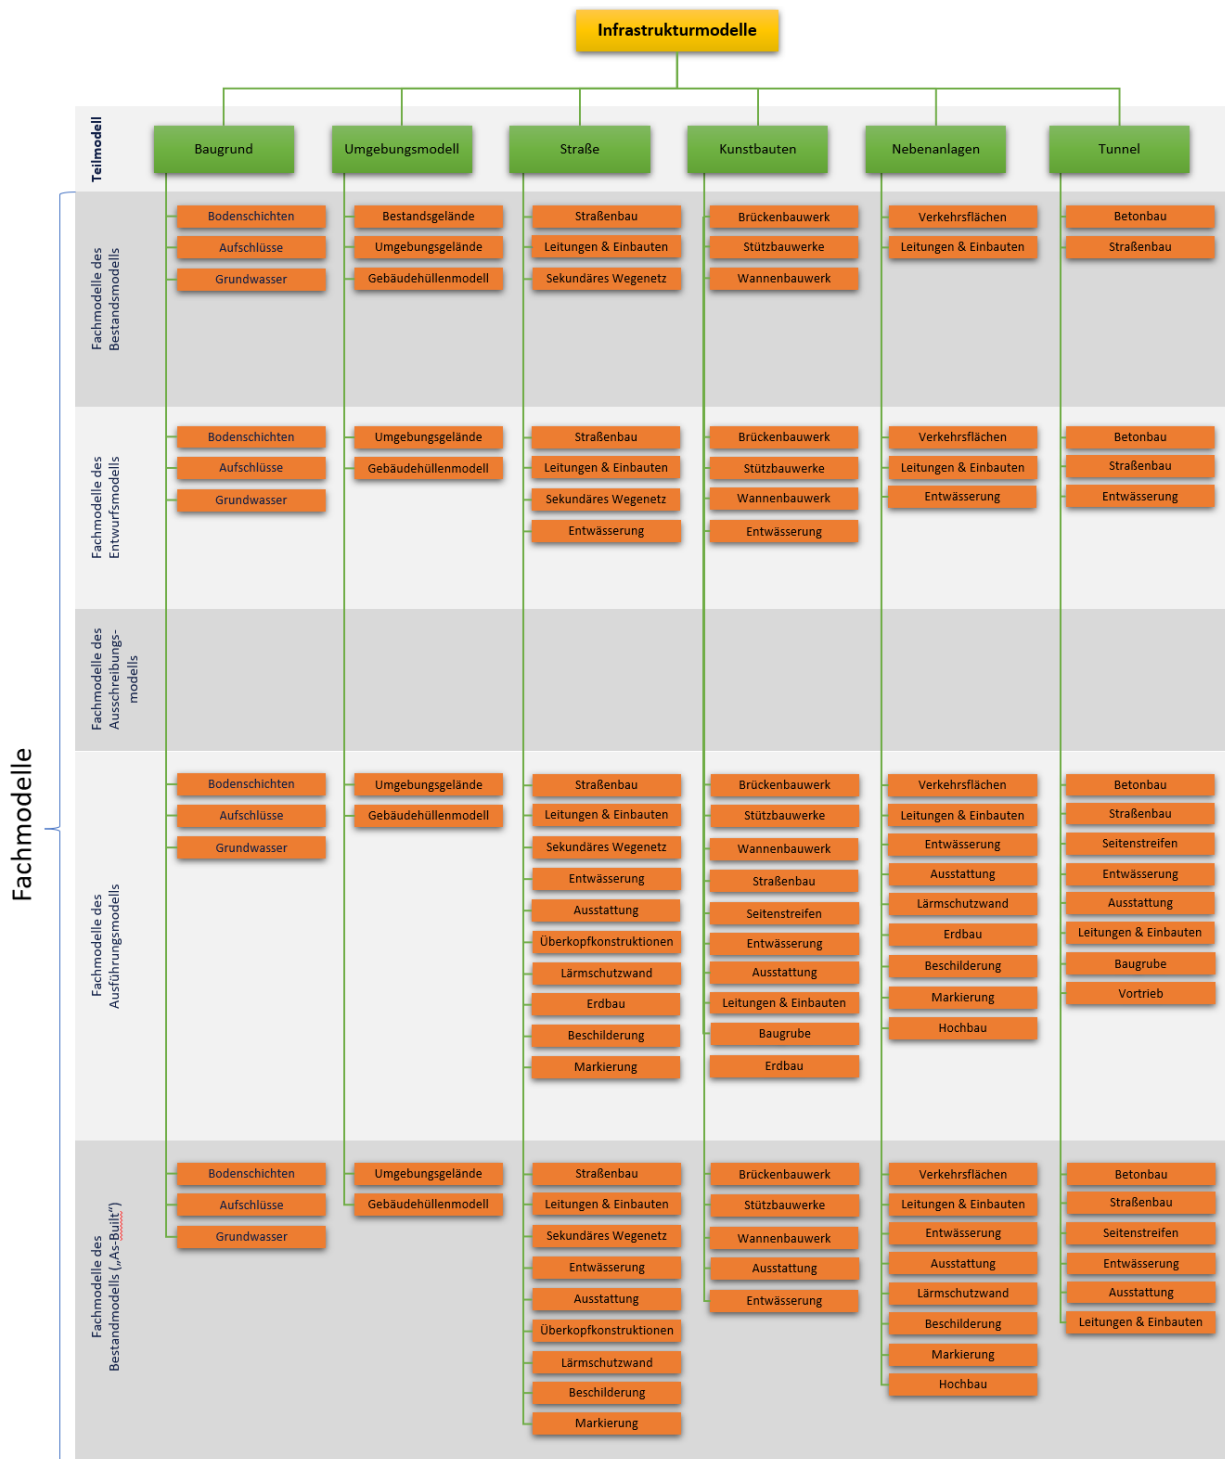 Infrastrukturmodelle
Teilmodell
Baugrund
Umgebungsmodell
Straße
Kunstbauten
Nebenanlagen
Tunnel
Fachmodelle
Fachmodelle des
Bestandsmodells
Bodenschichten
Aufschlüsse
Grundwasser
Bestandsgelände
Umgebungsgelände
Gebäudehüllenmodell
Straßenbau
Leitungen & Einbauten
Sekundäres Wegenetz
Brückenbauwerk
Stützbauwerke
Wannenbauwerk
Verkehrsflächen
Leitungen & Einbauten
Betonbau
Straßenbau
Fachmodelle des
Entwurfsmodells
Bodenschichten
Aufschlüsse
Grundwasser
Umgebungsgelände
Gebäudehüllenmodell
Straßenbau
Leitungen & Einbauten
Sekundäres Wegenetz
Entwässerung
Brückenbauwerk
Stützbauwerke
Wannenbauwerk
Entwässerung
Verkehrsflächen
Leitungen & Einbauten
Entwässerung
Betonbau
Straßenbau
Entwässerung
Fachmodelle des
Ausschreibungs-
modells
Fachmodelle des
Ausführungsmodells
Bodenschichten
Aufschlüsse
Grundwasser
Umgebungsgelände
Gebäudehüllenmodell
Straßenbau
Leitungen & Einbauten
Sekundäres Wegenetz
Entwässerung
Ausstattung
Überkopfkonstruktionen
Lärmschutzwand
Erdbau
Beschilderung
Markierung
Brückenbauwerk
Stützbauwerke
Wannenbauwerk
Straßenbau
Seitenstreifen
Entwässerung
Ausstattung
Leitungen & Einbauten
Baugrube
Erdbau
Verkehrsflächen
Leitungen & Einbauten
Entwässerung
Ausstattung
Lärmschutzwand
Erdbau
Beschilderung
Markierung
Hochbau
Betonbau
Straßenbau
Seitenstreifen
Entwässerung
Ausstattung
Leitungen & Einbauten
Baugrube
Vortrieb
Fachmodelle des
Bestandmodells („As-Built“)
Bodenschichten
Aufschlüsse
Grundwasser
Umgebungsgelände
Gebäudehüllenmodell
Straßenbau
Leitungen & Einbauten
Sekundäres Wegenetz
Entwässerung
Ausstattung
Überkopfkonstruktionen
Lärmschutzwand
Beschilderung
Markierung
Brückenbauwerk
Stützbauwerke
Wannenbauwerk
Ausstattung
Entwässerung
Verkehrsflächen
Leitungen & Einbauten
Entwässerung
Ausstattung
Lärmschutzwand
Beschilderung
Markierung
Hochbau
Betonbau
Straßenbau
Seitenstreifen
Entwässerung
Ausstattung
Leitungen & Einbauten